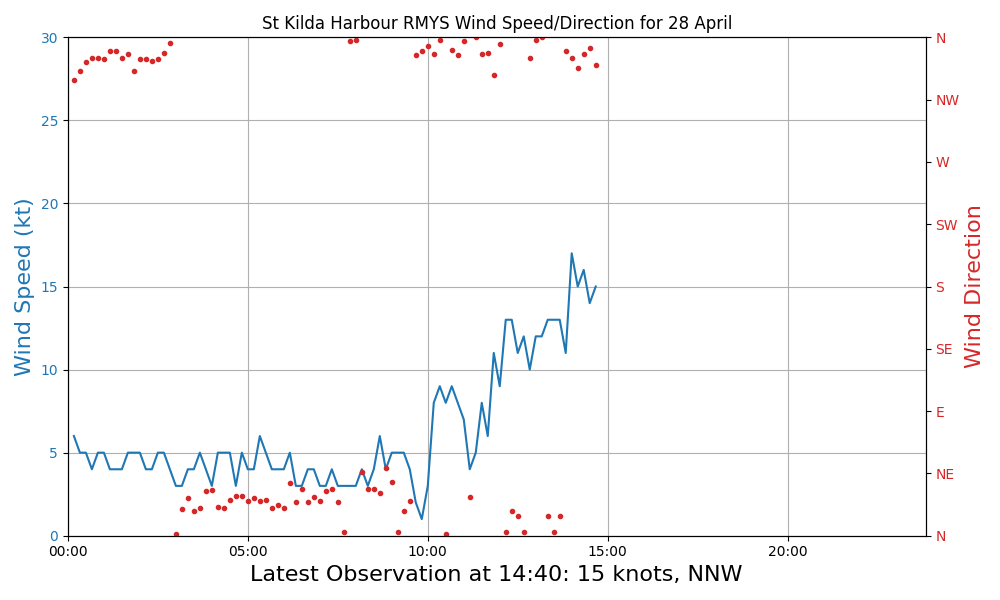 St Kilda Harbour RMYS Wind Speed/Direction for 28 April
30
25
20
15
10
5
0
Wind Speed (kt)
N
NW
W
SW
S
SE
E
NE
N
Wind Direction
00:00
05:00
10:00
15:00
20:00
Latest Observation at 14:40: 15 knots, NNW